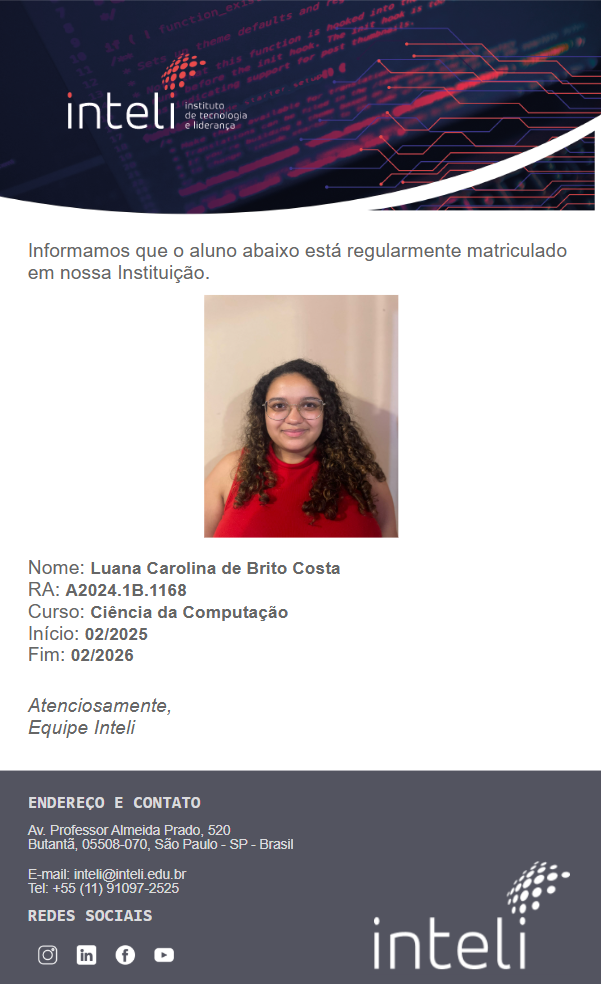 inteli
instituto
de tecnologia
e liderança
Informamos que o aluno abaixo está regularmente matriculado
em nossa Instituição.
Nome: Luana Carolina de Brito Costa
RA: A2024.1B.1168
Curso: Ciência da Computação
Início: 02/2025
Fim: 02/2026
Atenciosamente,
Equipe Inteli
ENDEREÇO E CONTATO
Av. Professor Almeida Prado, 520
Butantã, 05508-070, São Paulo - SP - Brasil
E-mail: inteli@inteli.edu.br
Tel: +55 (11) 91097-2525
REDES SOCIAIS
inteli